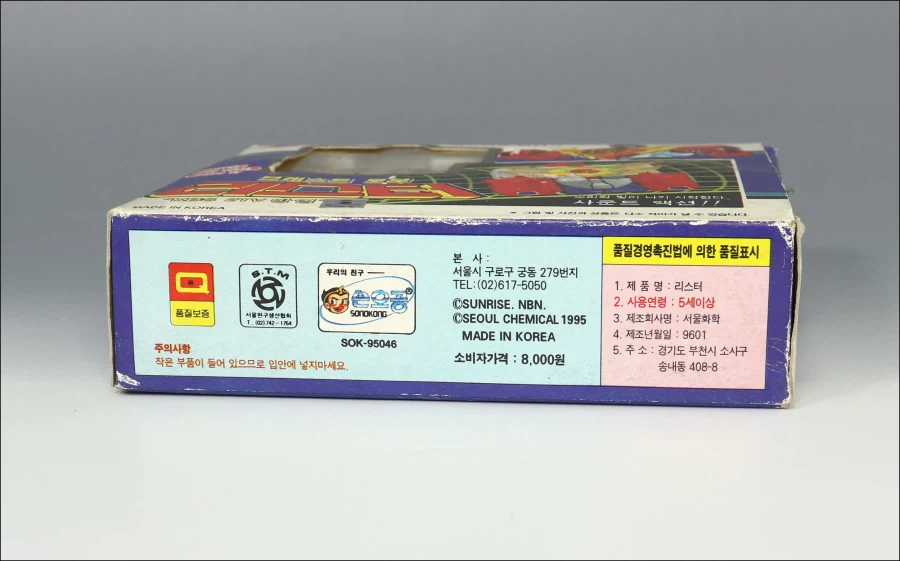 MADE IN KOREA
사운드 액션!!
Q
품
품질보증
S.T.M
서울완구생산협회
T.(02)742-1764
우리의 친구
손오공
SONOKONG
SOK-95046
주의사항
작은 부품이 들어 있으므로 입안에 넣지마세요.
본 사 :
서울시 구로구 궁동 279번지
TEL:(02)617-5050
©SUNRISE. NBN.
©SEOUL CHEMICAL 1995
MADE IN KOREA
소비자가격 : 8,000원
품질경영촉진법에 의한 품질표시
1. 제 품 명 : 리스터
2. 사용연령 : 5세이상
3. 제조회사명 : 서울화학
4. 제조년월일 : 9601
5. 주 소 : 경기도 부천시 소사구
송내동 408-8